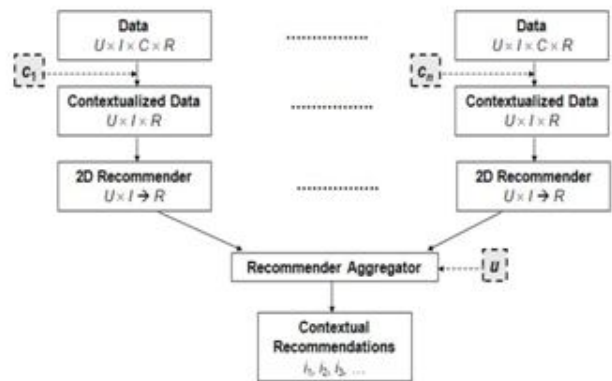 Data
U × I × C × R
c₁
Contextualized Data
U × I × R
2D Recommender
U × I → R
Data
U × I × C × R
cₙ
Contextualized Data
U × I × R
2D Recommender
U × I → R
Recommender Aggregator
u
Contextual
Recommendations
i₁, i₂, i₃, …